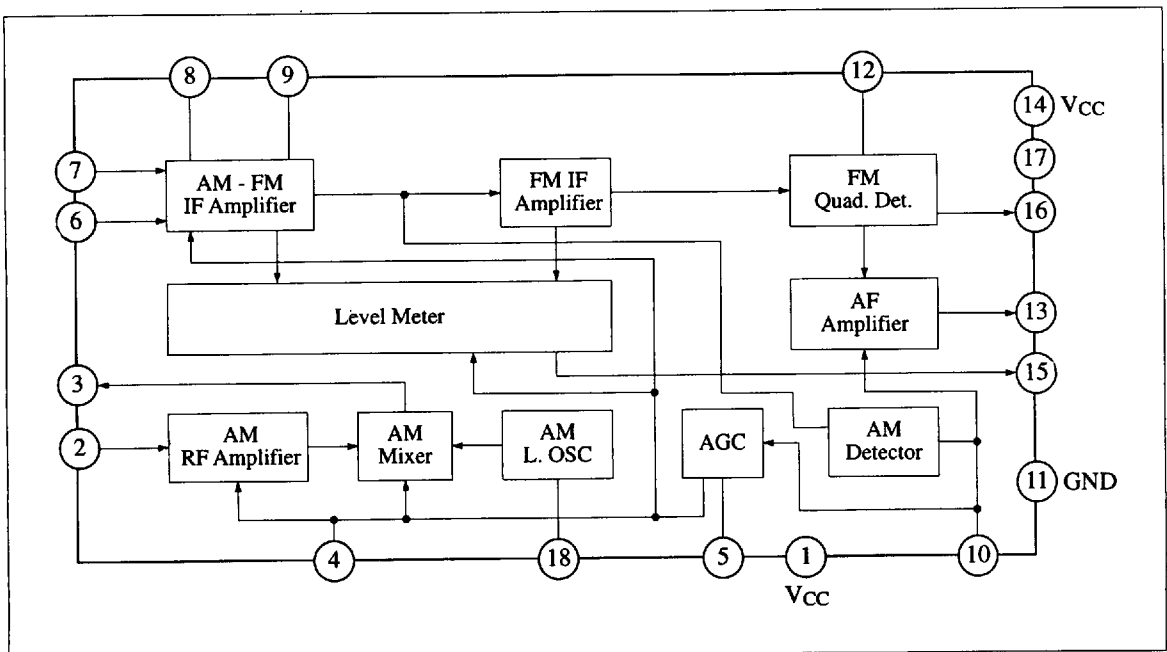 8
9
12
14
VCC
7
17
AM - FM
IF Amplifier
FM IF
Amplifier
FM
Quad. Det.
6
16
Level Meter
AF
Amplifier
13
3
15
2
AM
RF Amplifier
AM
Mixer
AM
L. OSC
AGC
AM
Detector
11
GND
4
18
5
1
10
VCC